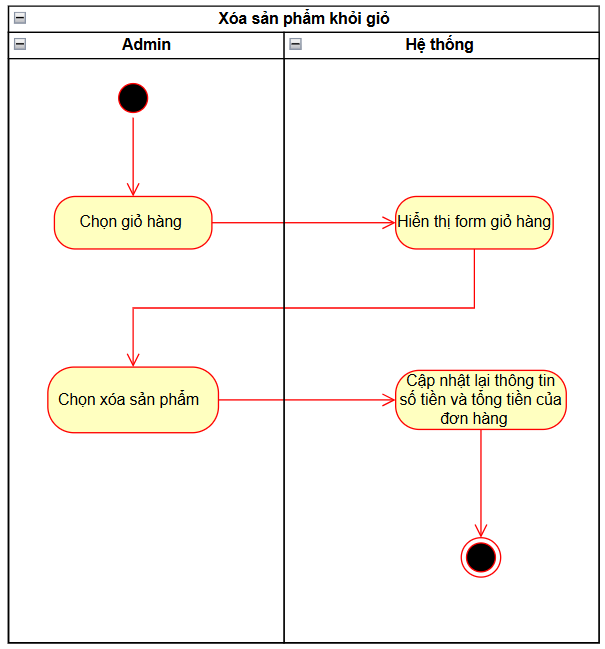 Xóa sản phẩm khỏi giỏ
Admin
Hệ thống
Chọn giỏ hàng
Hiển thị form giỏ hàng
Chọn xóa sản phẩm
Cập nhật lại thông tin
số tiền và tổng tiền của
đơn hàng